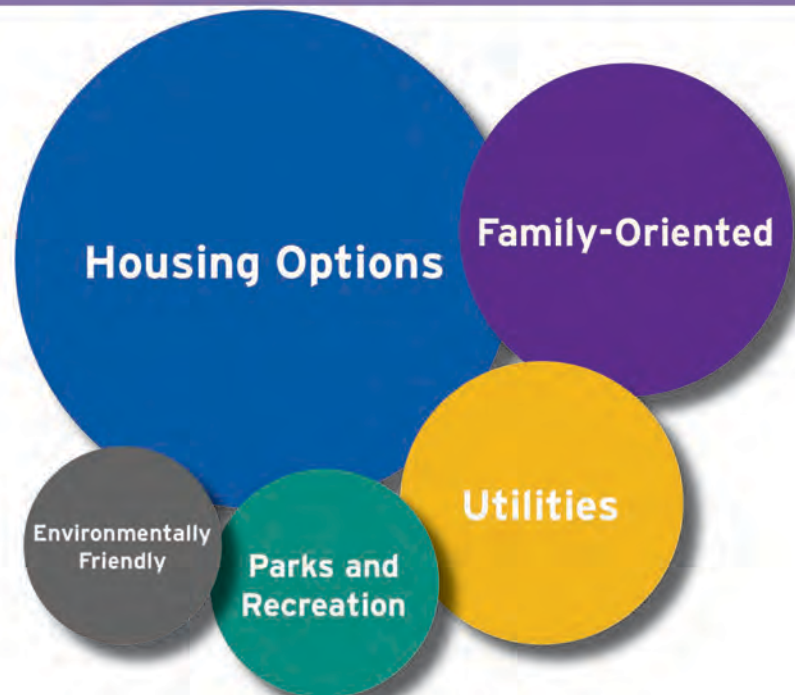 Housing Options
Family-Oriented
Utilities
Environmentally
Friendly
Parks and
Recreation